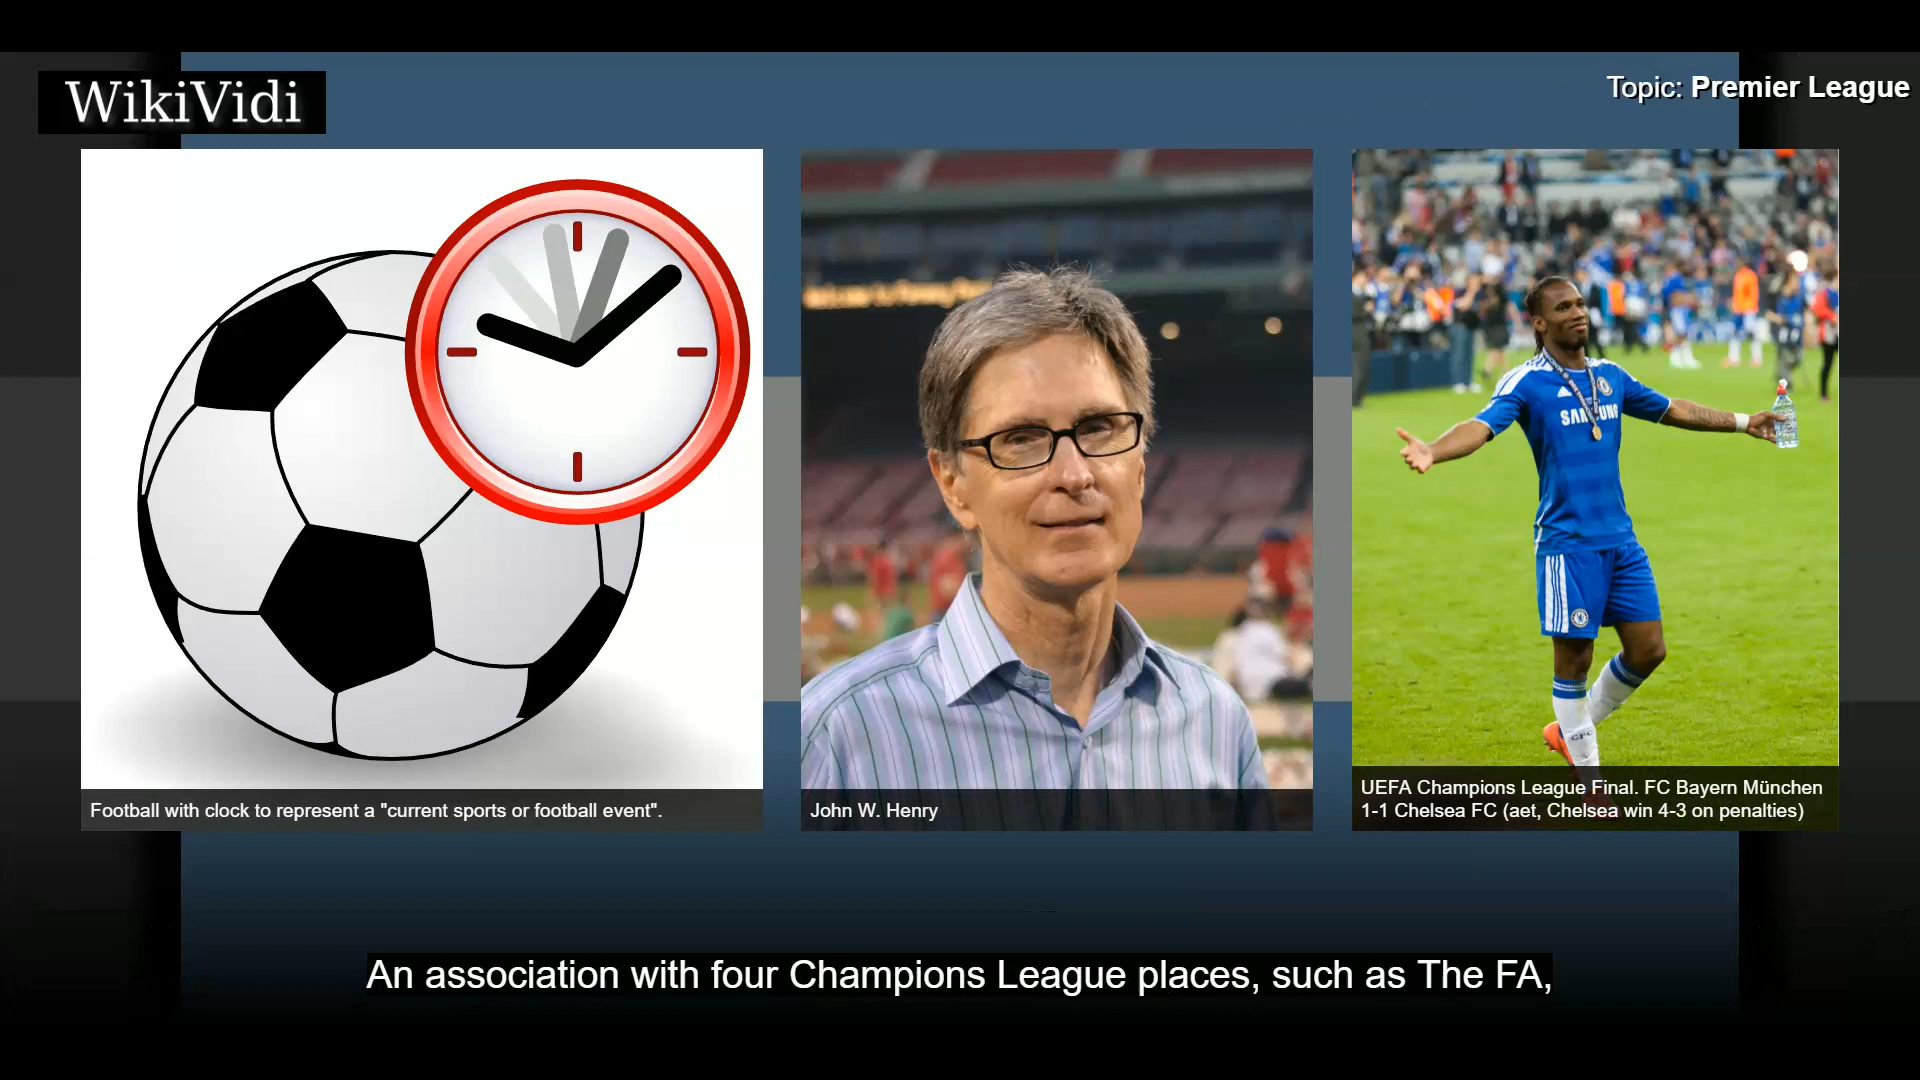 WikiVidi
Topic: Premier League
SAMSUNG
CFC
Football with clock to represent a "current sports or football event".
John W. Henry
UEFA Champions League Final. FC Bayern München
1-1 Chelsea FC (aet, Chelsea win 4-3 on penalties)
An association with four Champions League places, such as The FA,